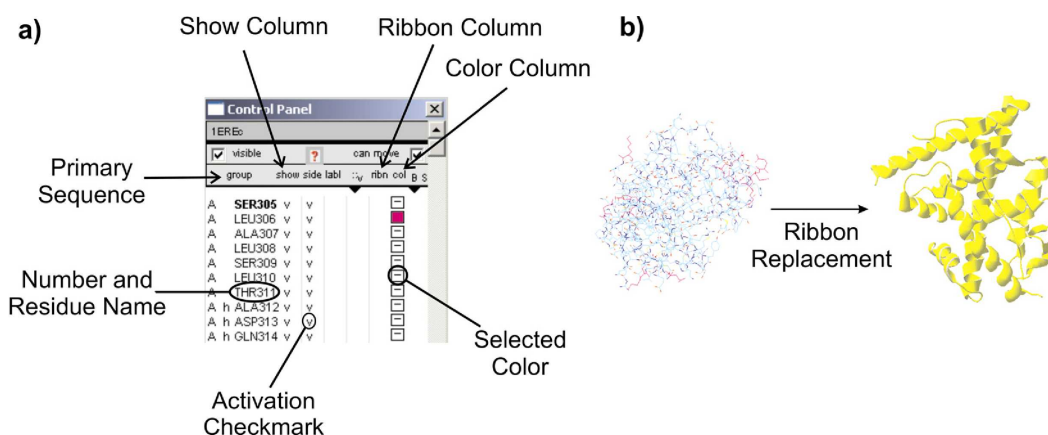 a)
Show Column
Ribbon Column
Color Column
b)
Control Panel
1EREc
visible ? can move
Primary
Sequence
group show side labl ::v ribn col B S
A SER305 v v
A LEU306 v v
A ALA307 v v
A LEU308 v v
A SER309 v v
A LEU310 v v
A THR311 v v
A h ALA312 v v
A h ASP313 v v
A h GLN314 v v
Number and
Residue Name
Selected
Color
Activation
Checkmark
Ribbon
Replacement